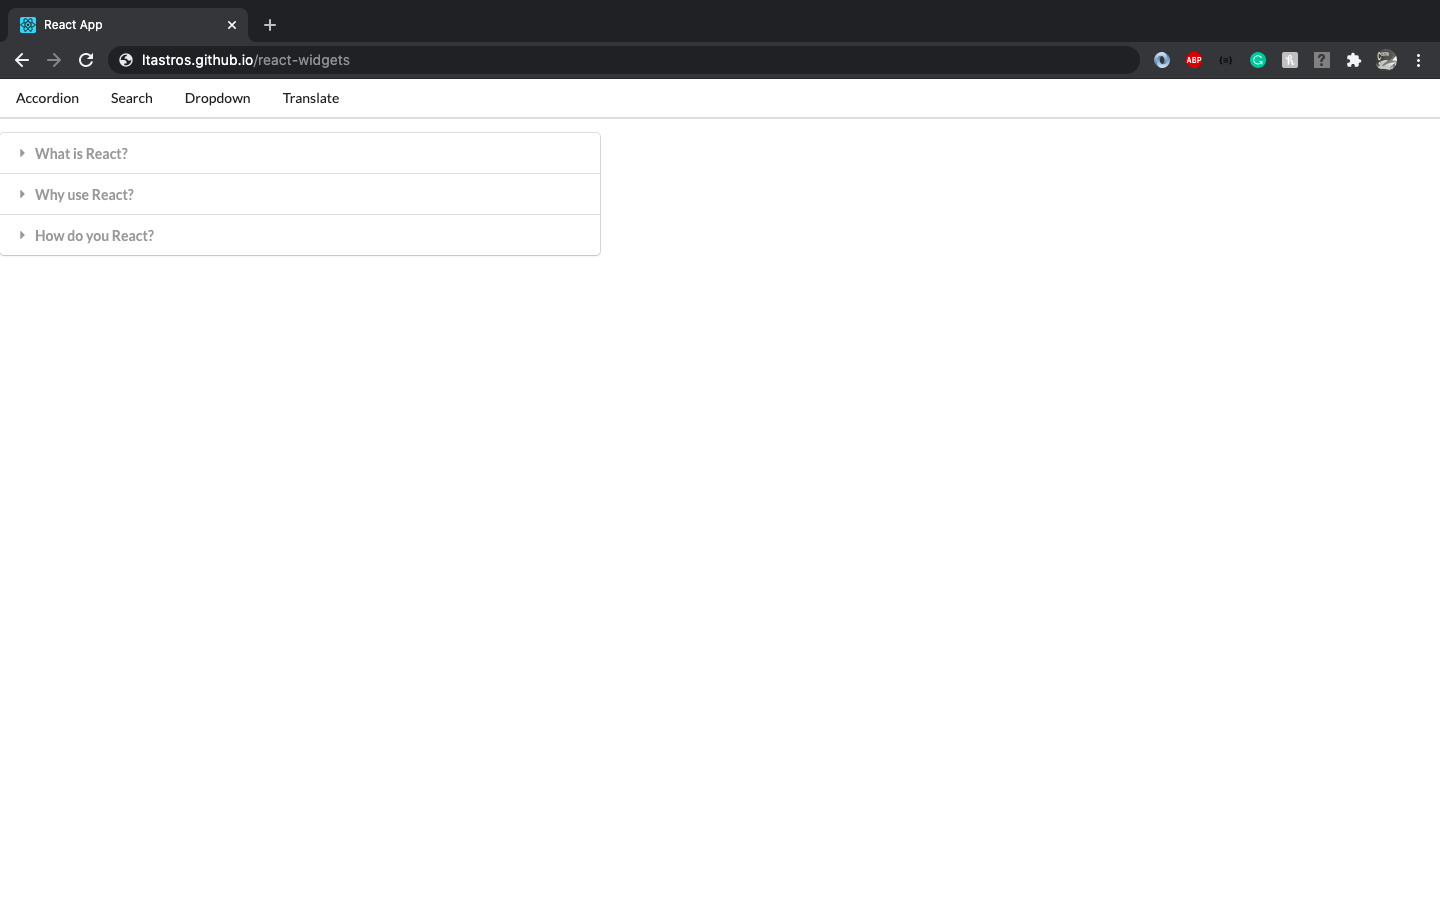 React App
ltastros.github.io/react-widgets
ABP
Accordion Search Dropdown Translate
What is React?
Why use React?
How do you React?